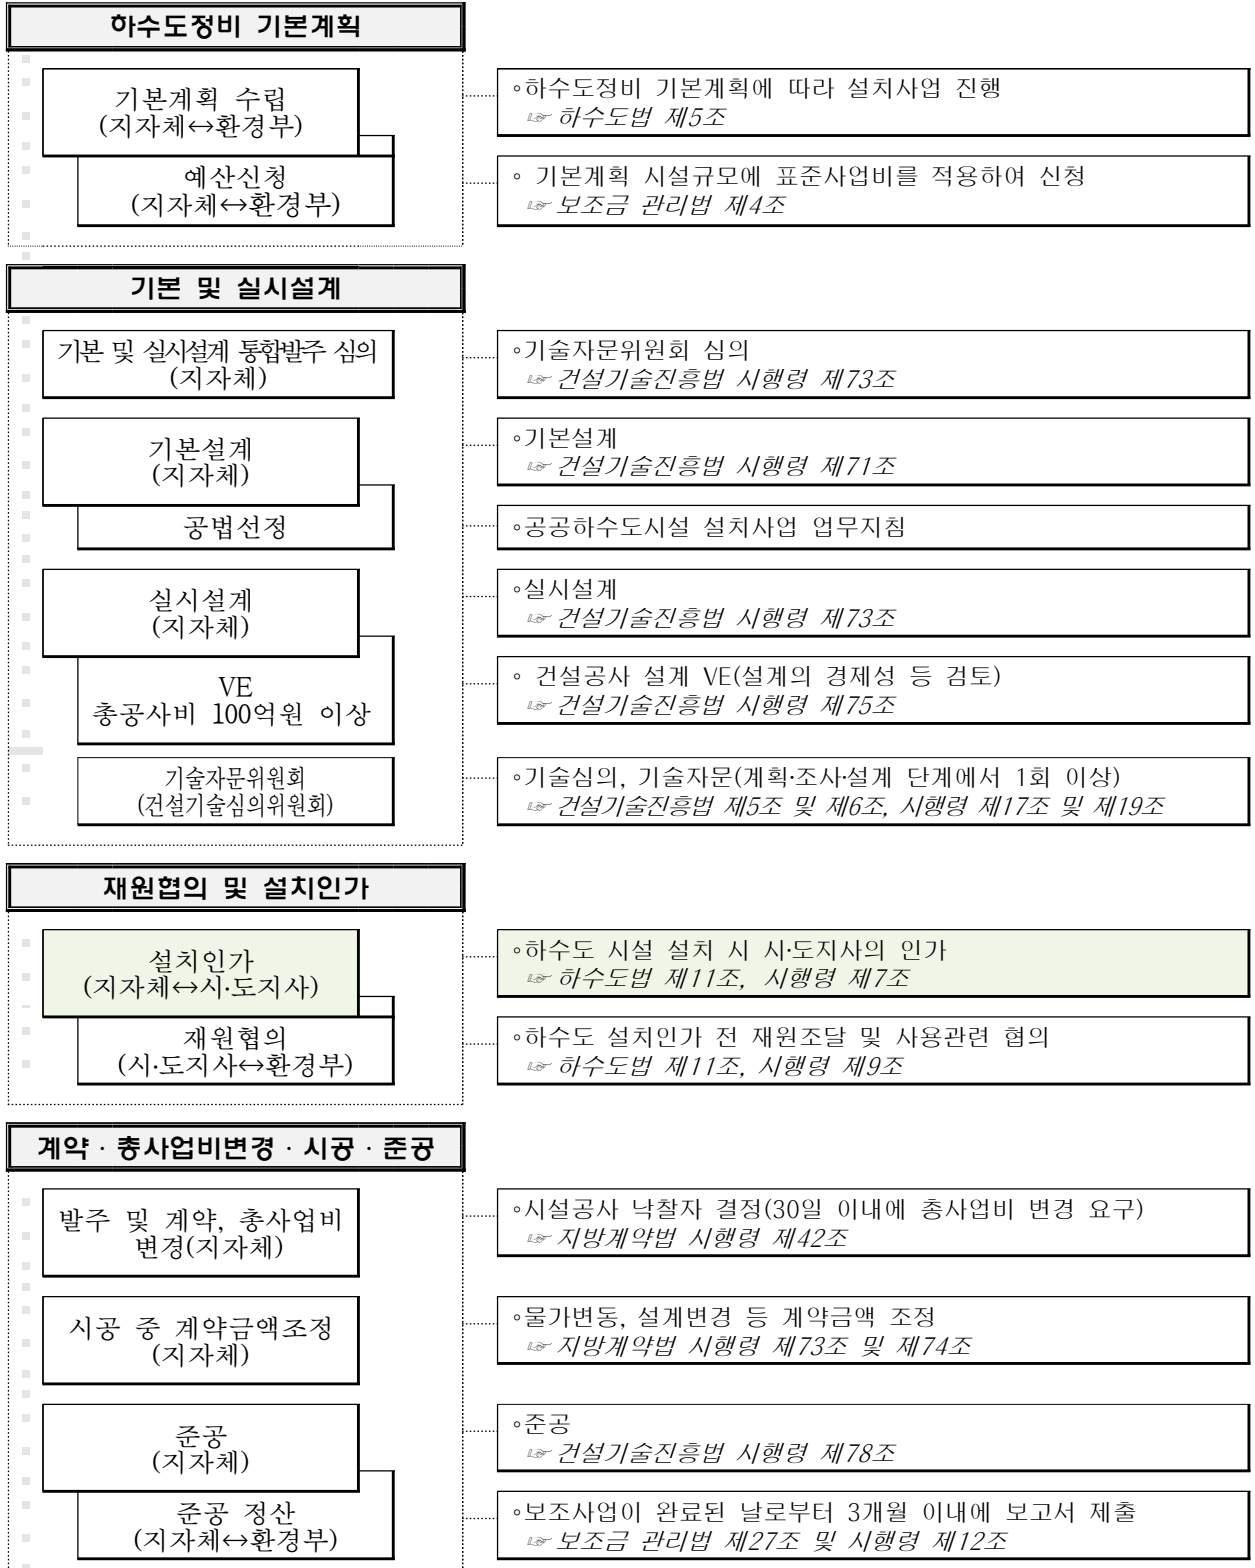 하수도정비 기본계획
기본계획 수립
(지자체↔환경부)
◦하수도정비 기본계획에 따라 설치사업 진행
☞ 하수도법 제5조
예산신청
(지자체↔환경부)
◦ 기본계획 시설규모에 표준사업비를 적용하여 신청
☞ 보조금 관리법 제4조
기본 및 실시설계
기본 및 실시설계 통합발주 심의
(지자체)
◦기술자문위원회 심의
☞ 건설기술진흥법 시행령 제73조
기본설계
(지자체)
◦기본설계
☞ 건설기술진흥법 시행령 제71조
공법선정
◦공공하수도시설 설치사업 업무지침
실시설계
(지자체)
◦실시설계
☞ 건설기술진흥법 시행령 제73조
VE
총공사비 100억원 이상
◦ 건설공사 설계 VE(설계의 경제성 등 검토)
☞ 건설기술진흥법 시행령 제75조
기술자문위원회
(건설기술심의위원회)
◦기술심의, 기술자문(계획·조사·설계 단계에서 1회 이상)
☞ 건설기술진흥법 제5조 및 제6조, 시행령 제17조 및 제19조
재원협의 및 설치인가
설치인가
(지자체↔시·도지사)
◦하수도 시설 설치 시 시·도지사의 인가
☞ 하수도법 제11조, 시행령 제7조
재원협의
(시·도지사↔환경부)
◦하수도 설치인가 전 재원조달 및 사용관련 협의
☞ 하수도법 제11조, 시행령 제9조
계약 · 총사업비변경 · 시공 · 준공
발주 및 계약, 총사업비
변경(지자체)
◦시설공사 낙찰자 결정(30일 이내에 총사업비 변경 요구)
☞ 지방계약법 시행령 제42조
시공 중 계약금액조정
(지자체)
◦물가변동, 설계변경 등 계약금액 조정
☞ 지방계약법 시행령 제73조 및 제74조
준공
(지자체)
◦준공
☞ 건설기술진흥법 시행령 제78조
준공 정산
(지자체↔환경부)
◦보조사업이 완료된 날로부터 3개월 이내에 보고서 제출
☞ 보조금 관리법 제27조 및 시행령 제12조